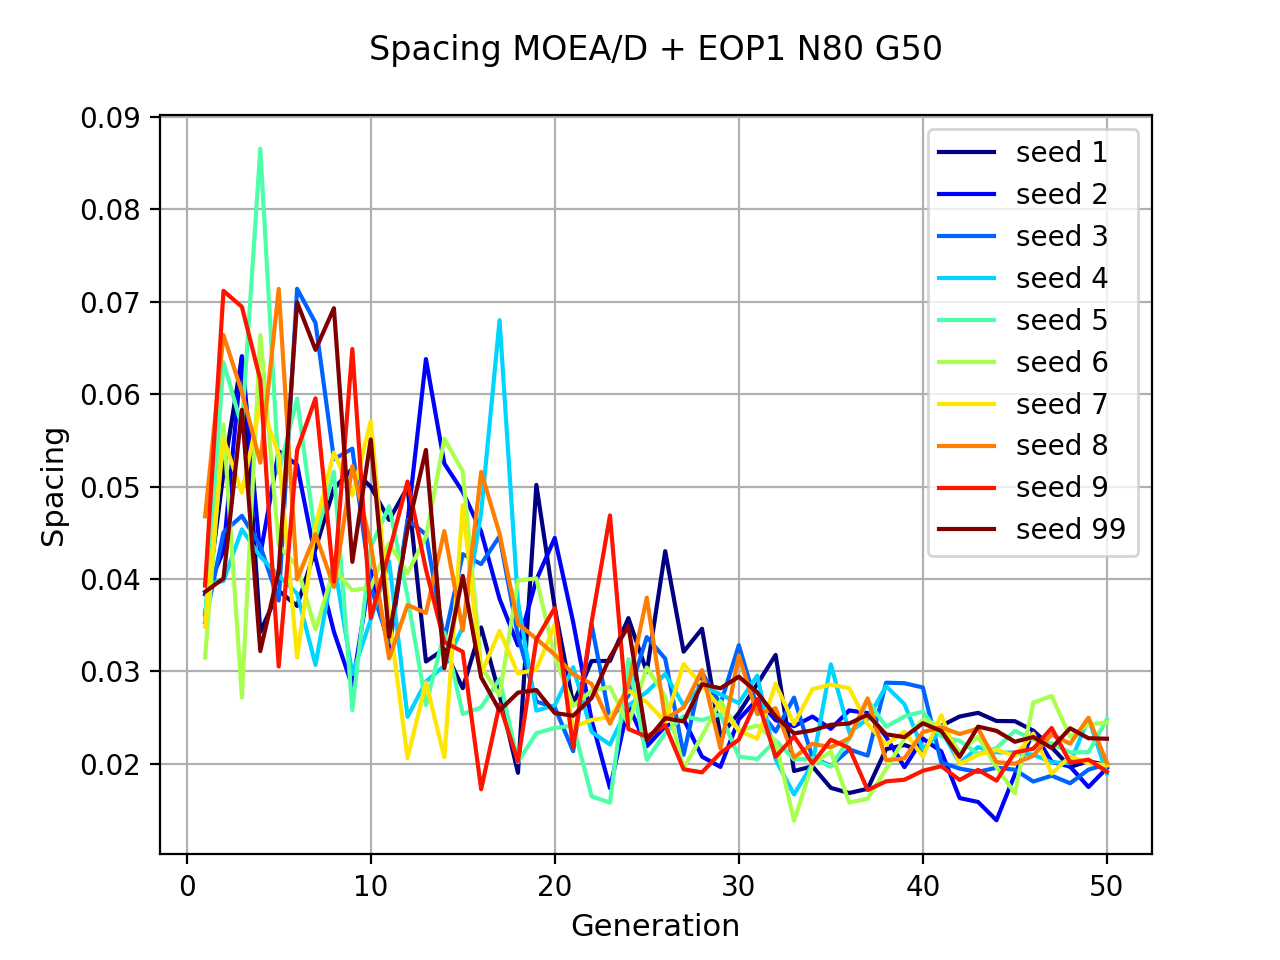 Spacing MOEA/D + EOP1 N80 G50
0.09
0.08
0.07
0.06
0.05
0.04
0.03
0.02
Spacing
0
10
20
30
40
50
Generation
seed 1
seed 2
seed 3
seed 4
seed 5
seed 6
seed 7
seed 8
seed 9
seed 99